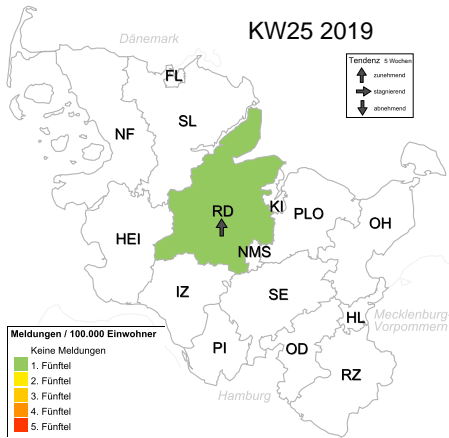 KW25 2019
Dänemark
Tendenz 5 Wochen
zunehmend
stagnierend
abnehmend
FL
SL
NF
RD
KI
PLO
OH
HEI
NMS
IZ
SE
HL
Mecklenburg-
Vorpommern
PI
OD
RZ
Hamburg
Meldungen / 100.000 Einwohner
Keine Meldungen
1. Fünftel
2. Fünftel
3. Fünftel
4. Fünftel
5. Fünftel